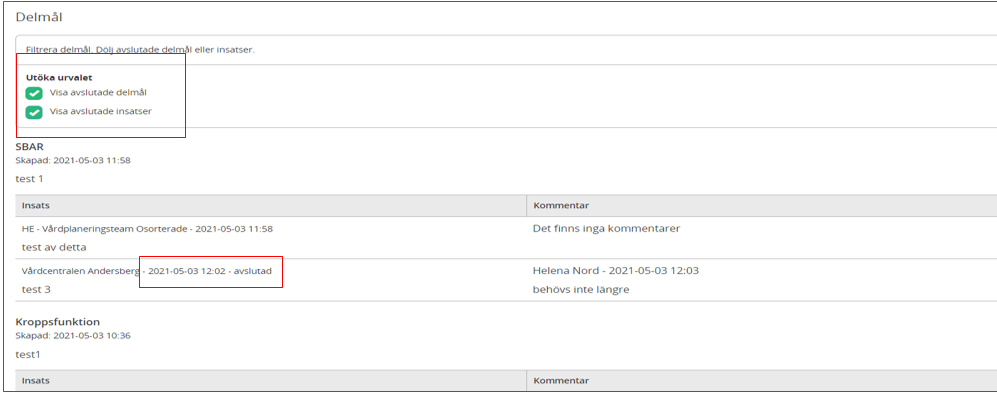 Delmål
Filtrera delmål. Dölj avslutade delmål eller insatser.
Utöka urvalet
Visa avslutade delmål
Visa avslutade insatser
SBAR
Skapad: 2021-05-03 11:58
test 1
Insats Kommentar
HE - Vårdplaneringsteam Osorterade - 2021-05-03 11:58 Det finns inga kommentarer
test av detta
Vårdcentralen Andersberg - 2021-05-03 12:02 - avslutad Helena Nord - 2021-05-03 12:03
test 3 behövs inte längre
Kroppsfunktion
Skapad: 2021-05-03 10:36
test1
Insats Kommentar